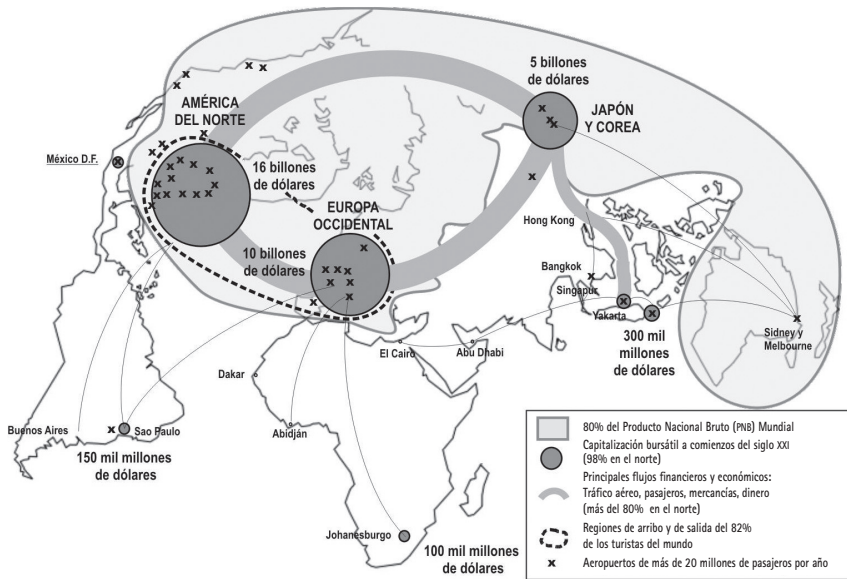 5 billones
de dólares
JAPÓN
Y COREA
AMÉRICA
DEL NORTE
México D.F.
16 billones
de dólares
EUROPA
OCCIDENTAL
10 billones
de dólares
Hong Kong
Bangkok
Singapur
Yakarta
300 mil
millones
de dólares
Sidney y
Melbourne
El Cairo
Abu Dhabi
Dakar
Abidján
Buenos Aires
Sao Paulo
150 mil millones
de dólares
Johanesburgo
100 mil millones
de dólares
80% del Producto Nacional Bruto (PNB) Mundial
Capitalización bursátil a comienzos del siglo XXI
(98% en el norte)
Principales flujos financieros y económicos:
Tráfico aéreo, pasajeros, mercancías, dinero
(más del 80% en el norte)
Regiones de arribo y de salida del 82%
de los turistas del mundo
x Aeropuertos de más de 20 millones de pasajeros por año